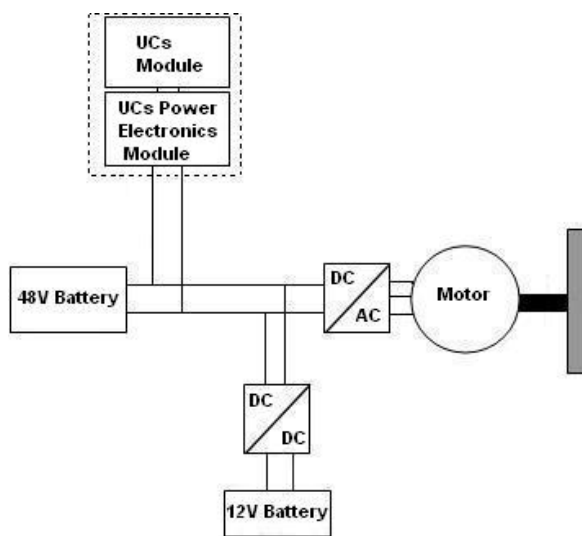 UCs
Module
UCs Power
Electronics
Module
48V Battery
DC
AC
Motor
DC
DC
12V Battery